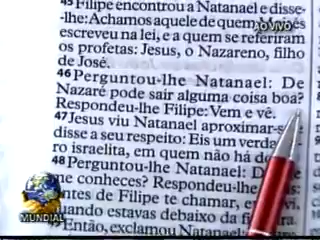 45 Filipe encontrou a Natanael e disse-
-lhe: Achamos aquele de quem
escreveu na lei, e a quem se referiram
os profetas: Jesus, o Nazareno, filho
de José.
46 Perguntou-lhe Natanael: De
Nazaré pode sair alguma coisa boa?
Respondeu-lhe Filipe: Vem e vê.
47 Jesus viu Natanael aproximar-se
disse a seu respeito: Eis um verda
ro israelita, em quem não há do
48 Perguntou-lhe Natanael: D
me conheces? Respondeu-lhe
ntes de Filipe te chamar, e vi,
quando estavas debaixo da fi
Então, exclamou Natanael:
AO VIVO
MUNDIAL